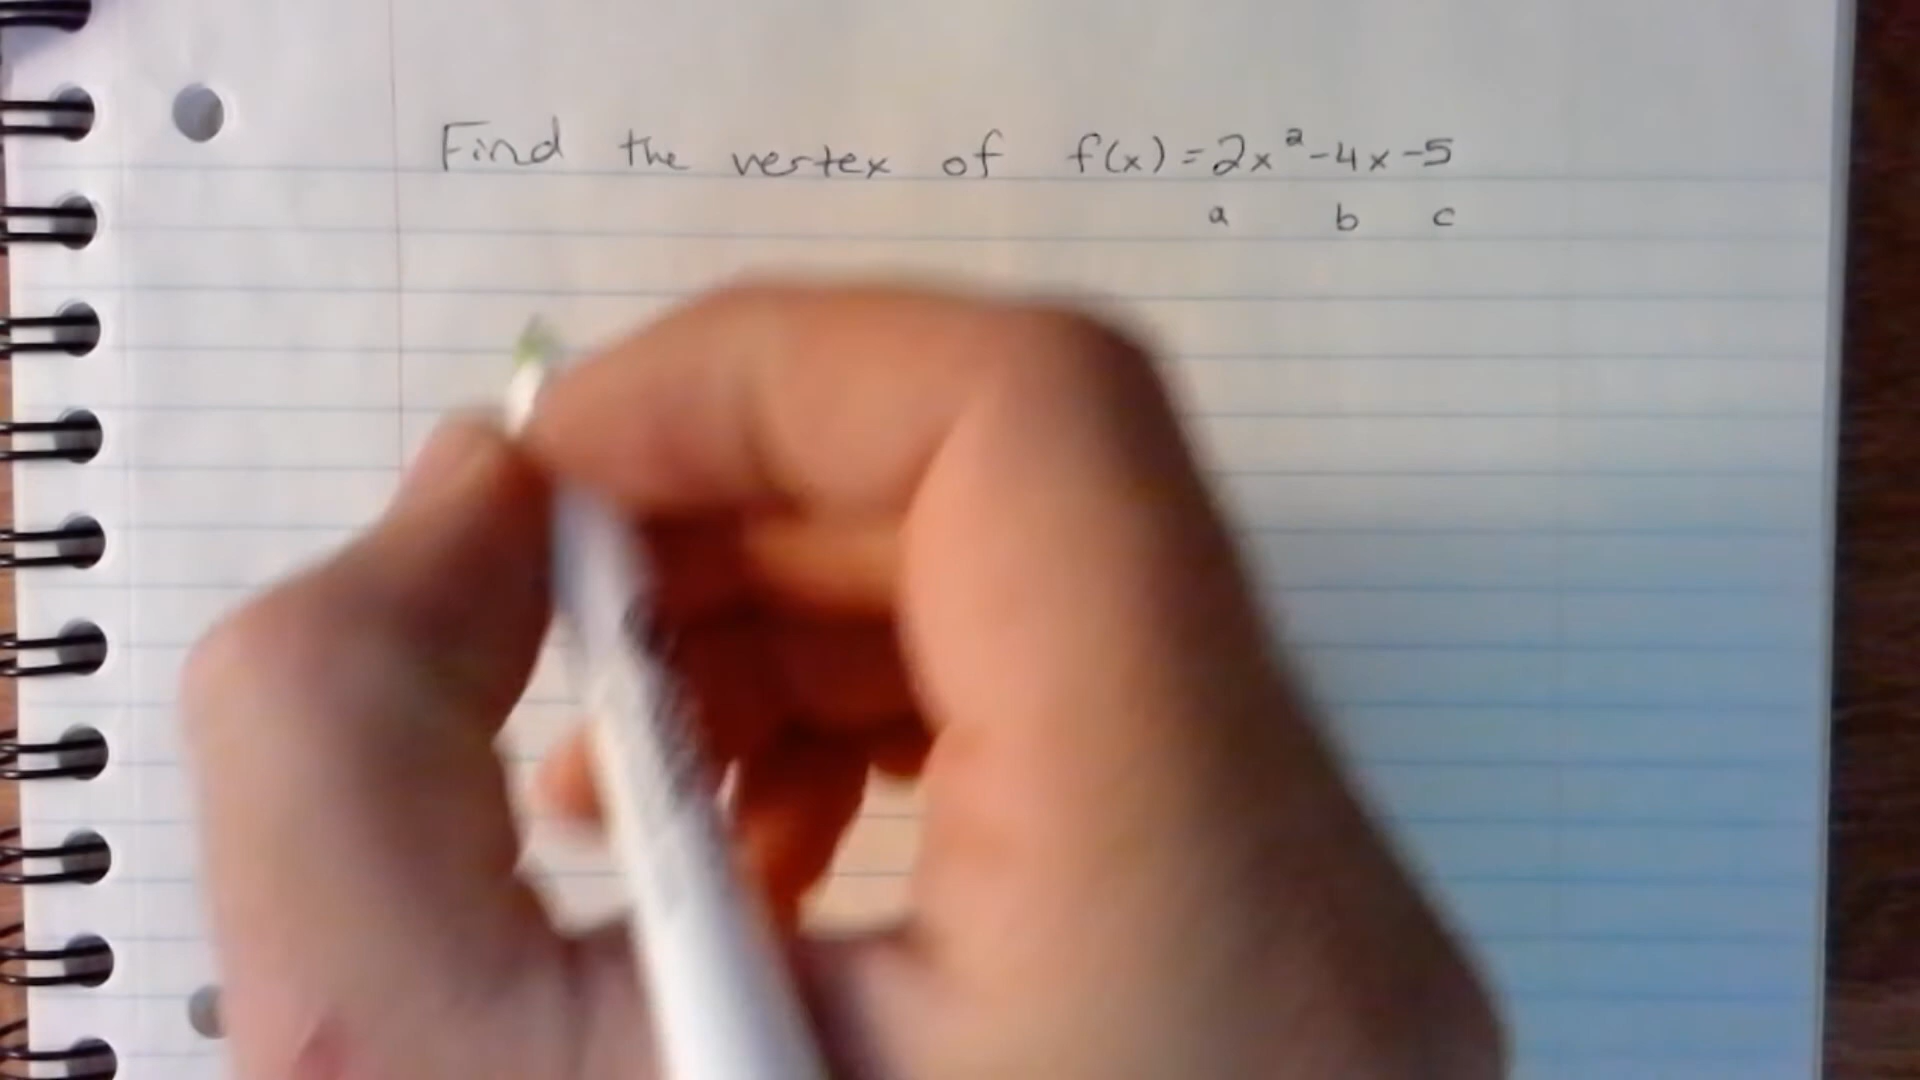 Find the vertex of f(x)=2x²-4x-5
a b c